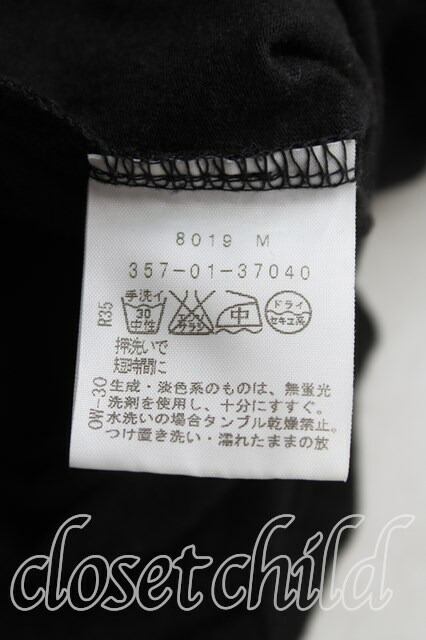 8019 M
357-01-37040
R35
手洗イ
30
中性
エンソ
サラシ
中
ドライ
セキユ系
押洗いで
短時間に
OW-30
生成・淡色系のものは、無蛍光
洗剤を使用し、十分にすすぐ。
水洗いの場合タンブル乾燥禁止。
つけ置き洗い・濡れたままの放
closetchild